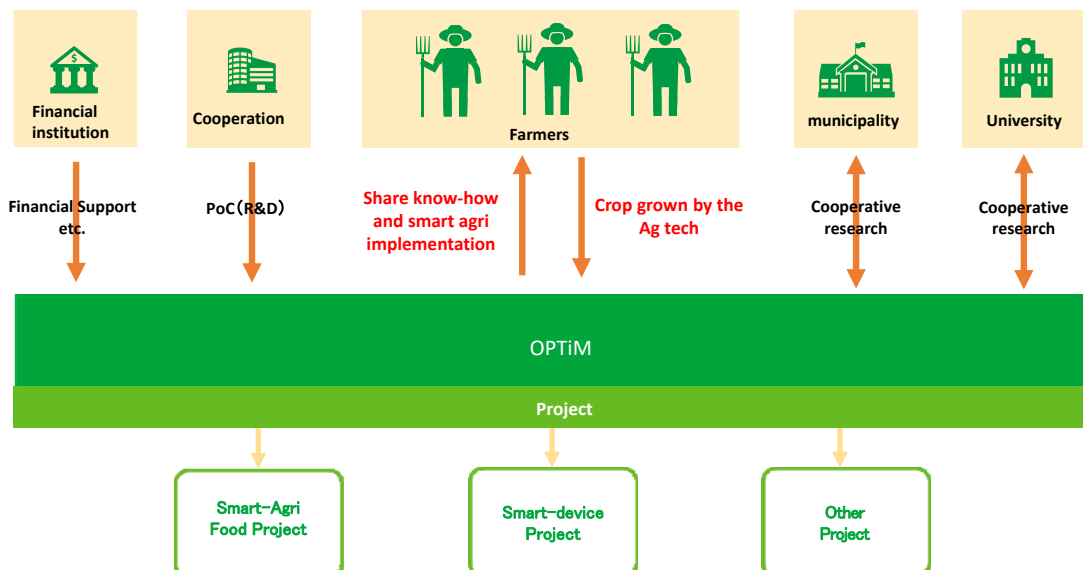 $
Financial
institution
Cooperation
Farmers
municipality
University
Financial Support
etc.
PoC（R&D）
Share know-how
and smart agri
implementation
Crop grown by the
Ag tech
Cooperative
research
Cooperative
research
OPTiM
Project
Smart-Agri
Food Project
Smart-device
Project
Other
Project